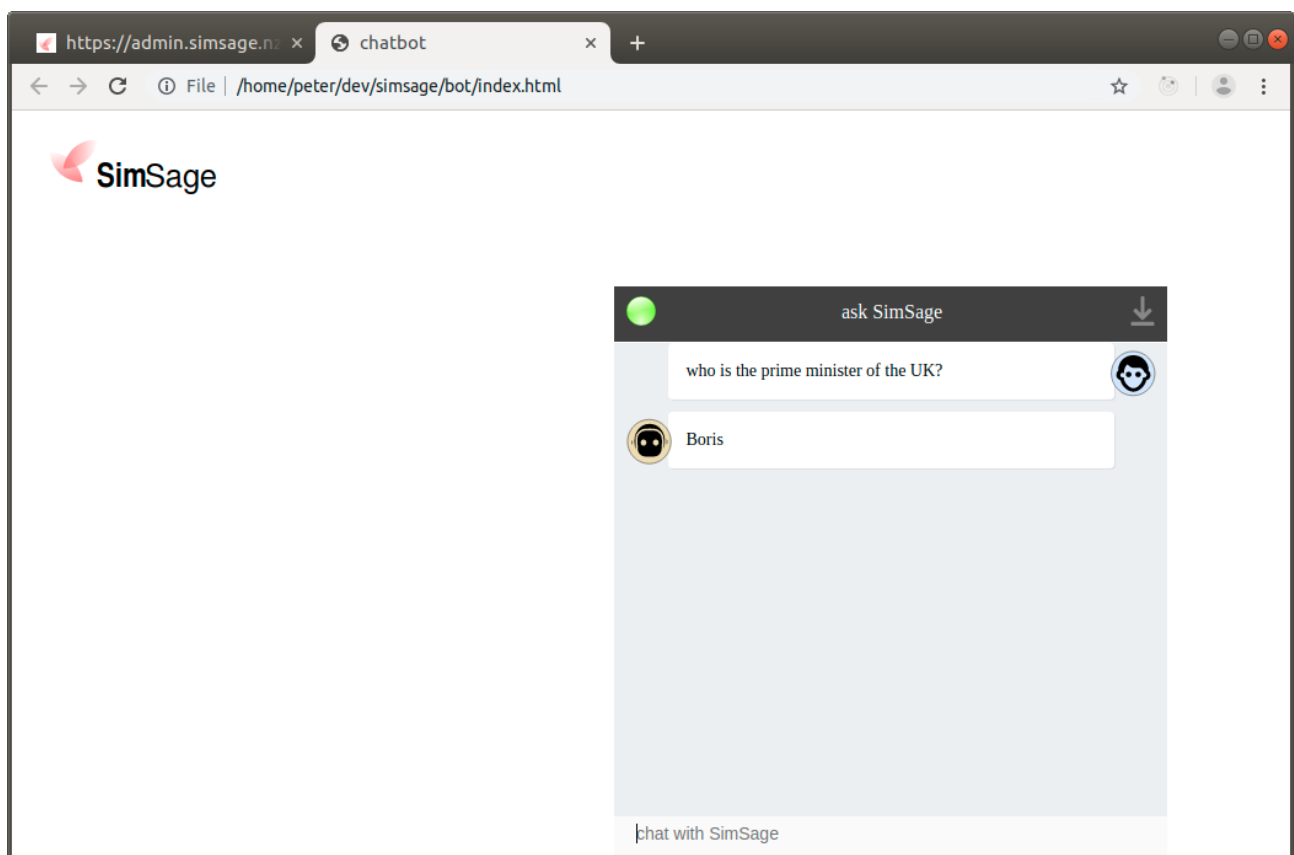 https://admin.simsage.nz
chatbot
File | /home/peter/dev/simsage/bot/index.html
SimSage
ask SimSage
who is the prime minister of the UK?
Boris
chat with SimSage